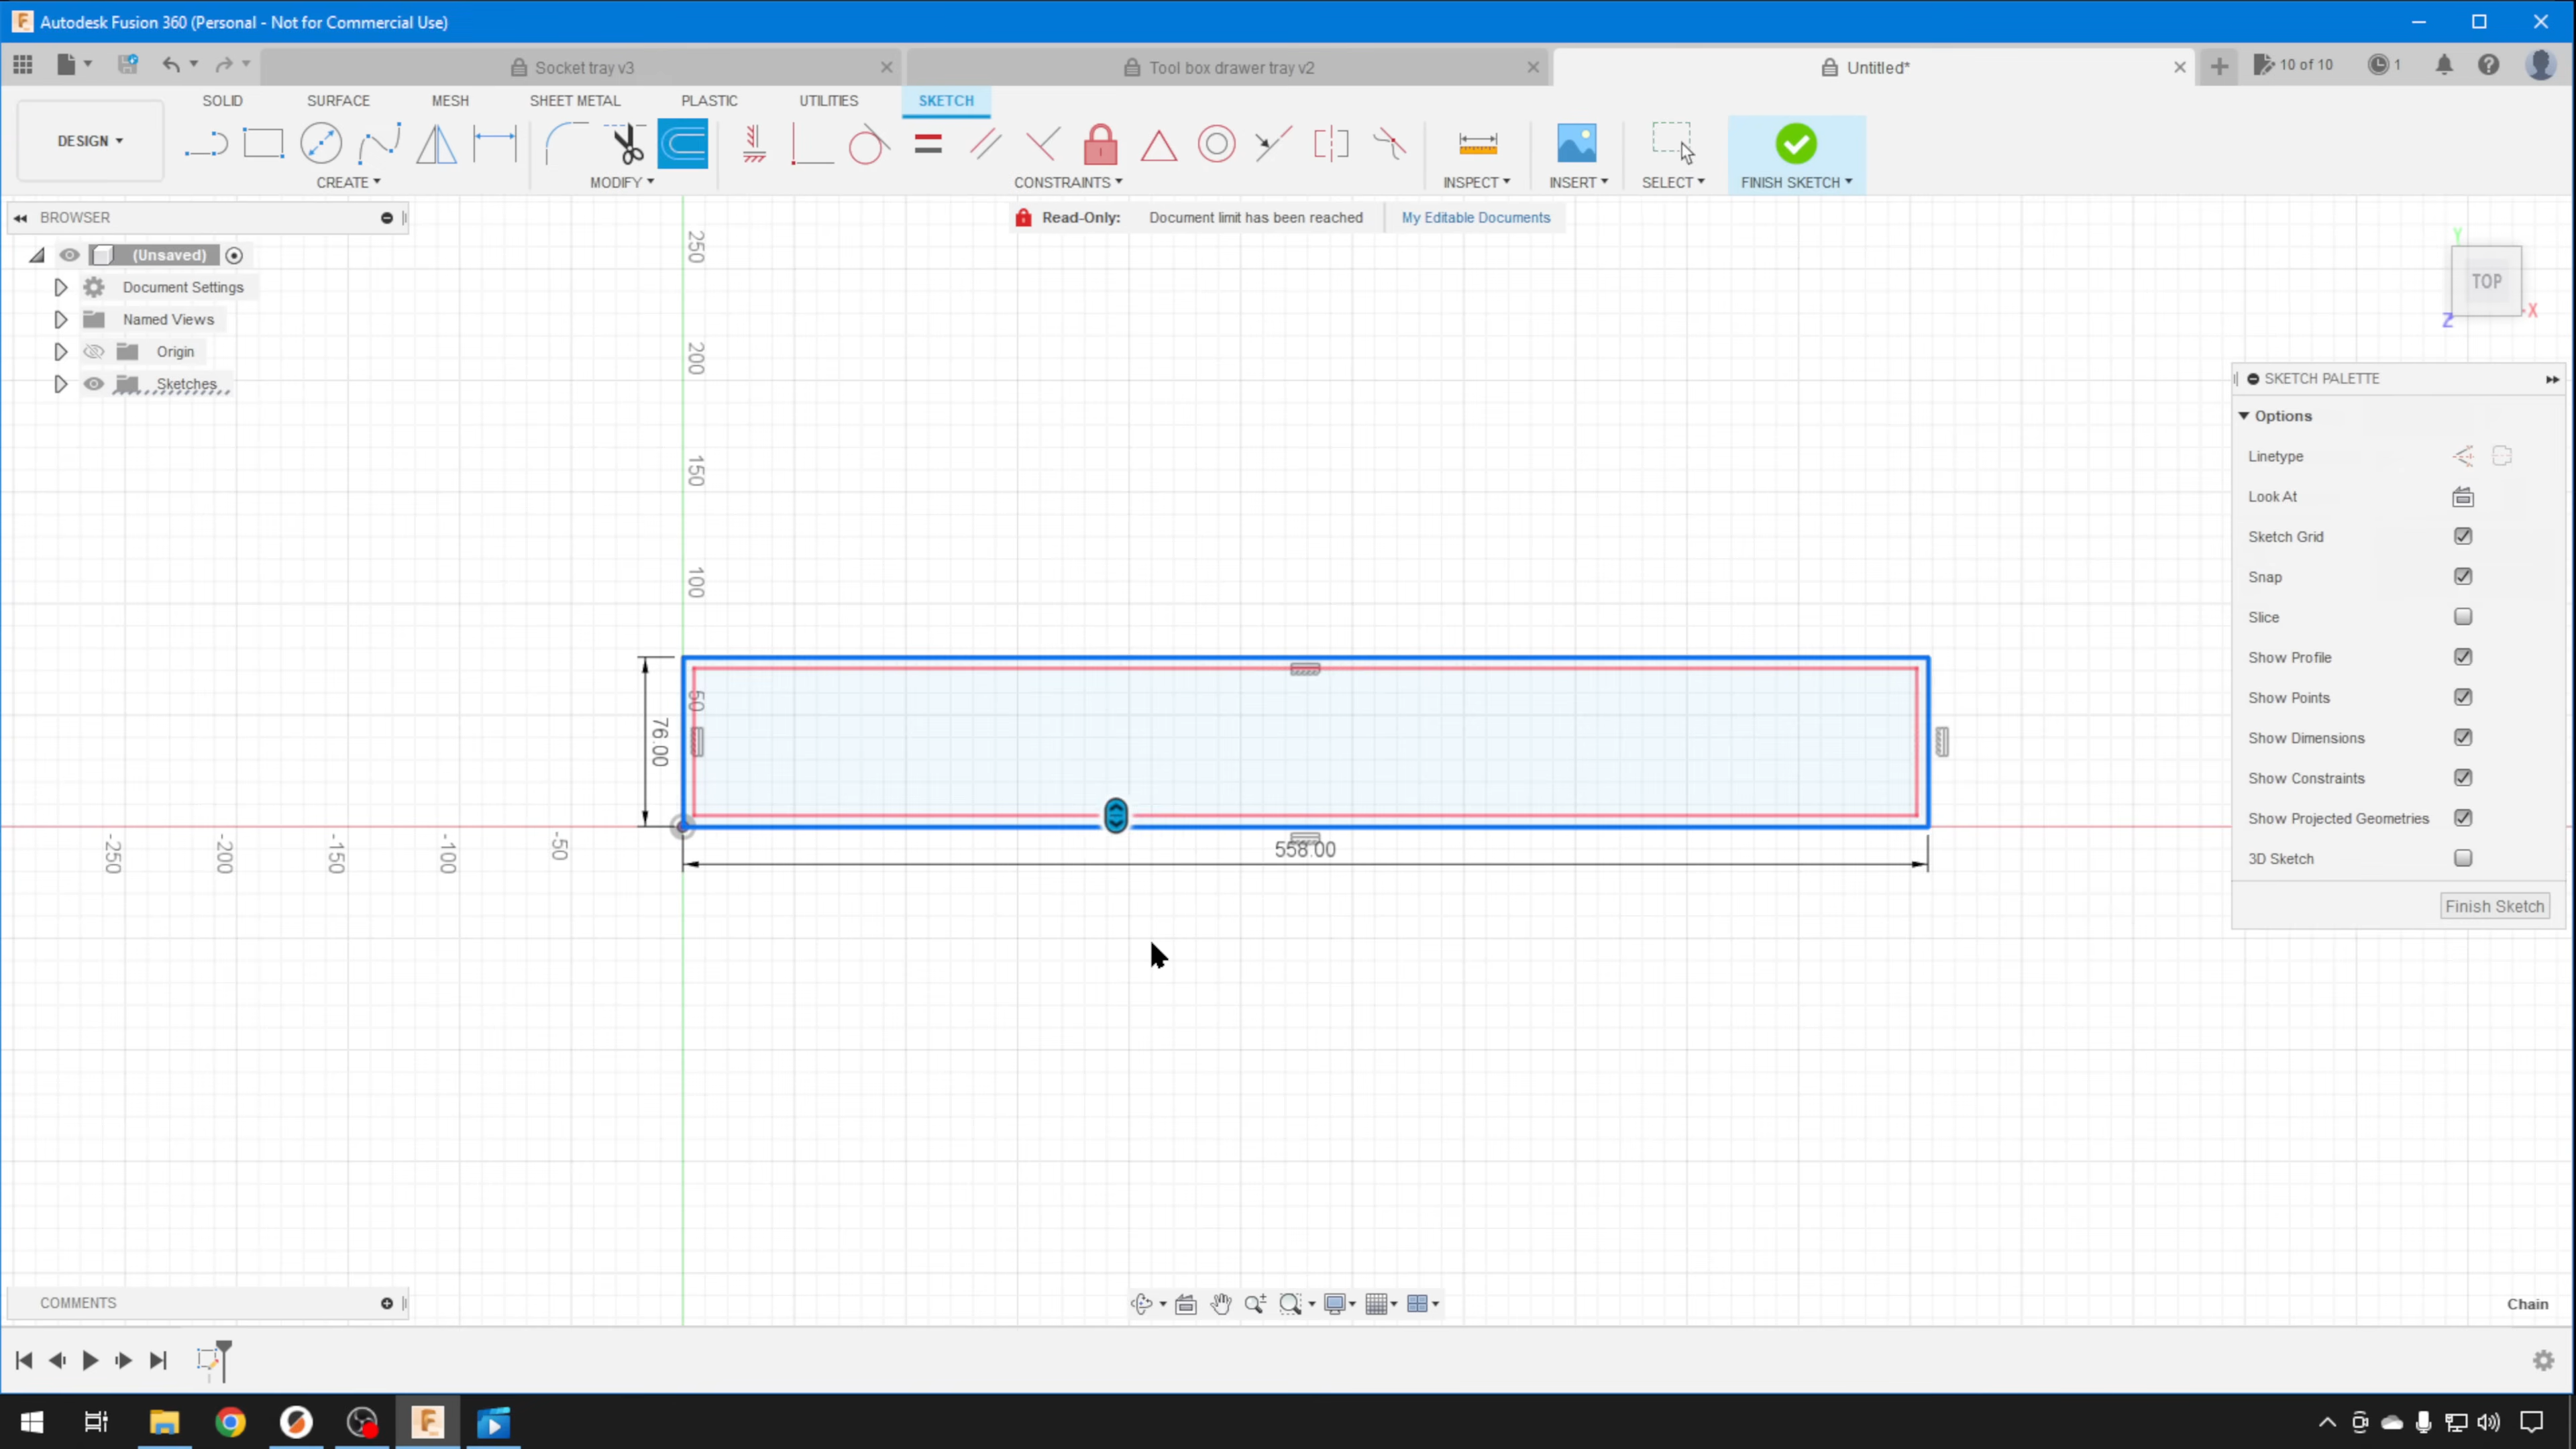 Autodesk Fusion 360 (Personal - Not for Commercial Use)
Socket tray v3
Tool box drawer tray v2
Untitled*
10 of 10
1
SOLID
SURFACE
MESH
SHEET METAL
PLASTIC
UTILITIES
SKETCH
DESIGN
CREATE
MODIFY
CONSTRAINTS
INSPECT
INSERT
SELECT
FINISH SKETCH
BROWSER
Read-Only: Document limit has been reached
My Editable Documents
(Unsaved)
Document Settings
Named Views
Origin
Sketches
Y
TOP
X
Z
250
200
150
100
50
76.00
558.00
-250
-200
-150
-100
-50
SKETCH PALETTE
Options
Linetype
Look At
Sketch Grid
Snap
Slice
Show Profile
Show Points
Show Dimensions
Show Constraints
Show Projected Geometries
3D Sketch
Finish Sketch
COMMENTS
Chain